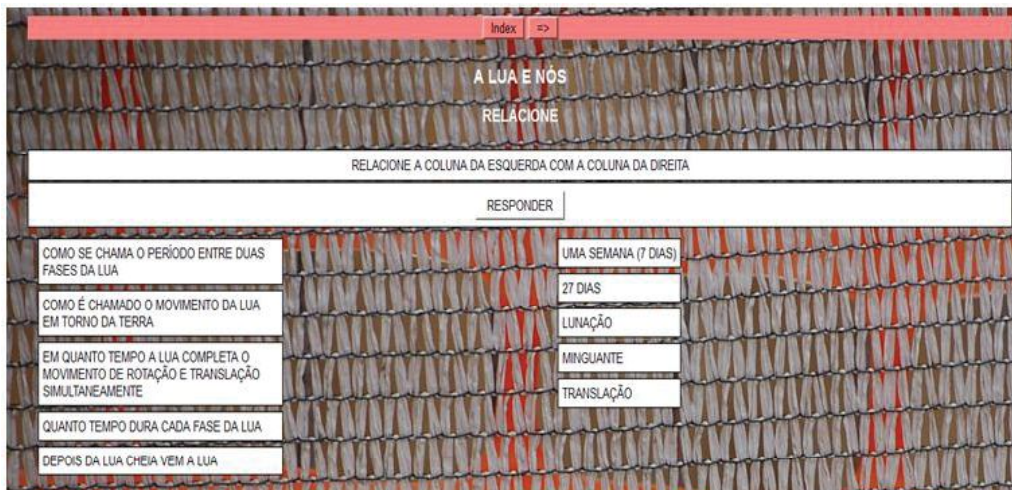 Index =>
A LUA E NÓS
RELACIONE
RELACIONE A COLUNA DA ESQUERDA COM A COLUNA DA DIREITA
RESPONDER
COMO SE CHAMA O PERÍODO ENTRE DUAS
FASES DA LUA
COMO É CHAMADO O MOVIMENTO DA LUA
EM TORNO DA TERRA
EM QUANTO TEMPO A LUA COMPLETA O
MOVIMENTO DE ROTAÇÃO E TRANSLAÇÃO
SIMULTANEAMENTE
QUANTO TEMPO DURA CADA FASE DA LUA
DEPOIS DA LUA CHEIA VEM A LUA
UMA SEMANA (7 DIAS)
27 DIAS
LUNAÇÃO
MINGUANTE
TRANSLAÇÃO